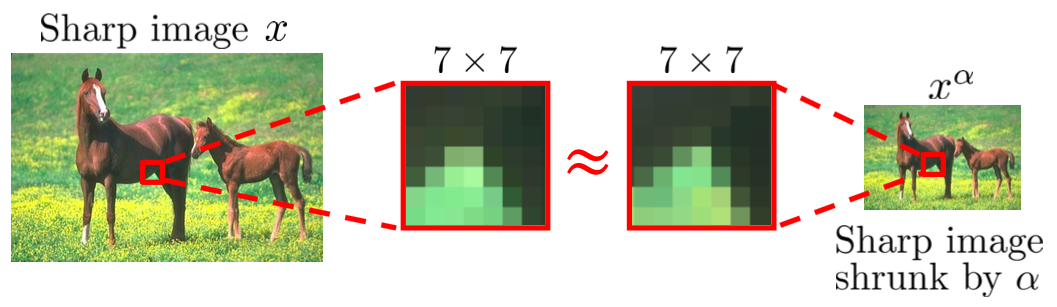 Sharp image x
7 × 7
≈
7 × 7
x^α
Sharp image
shrunk by α